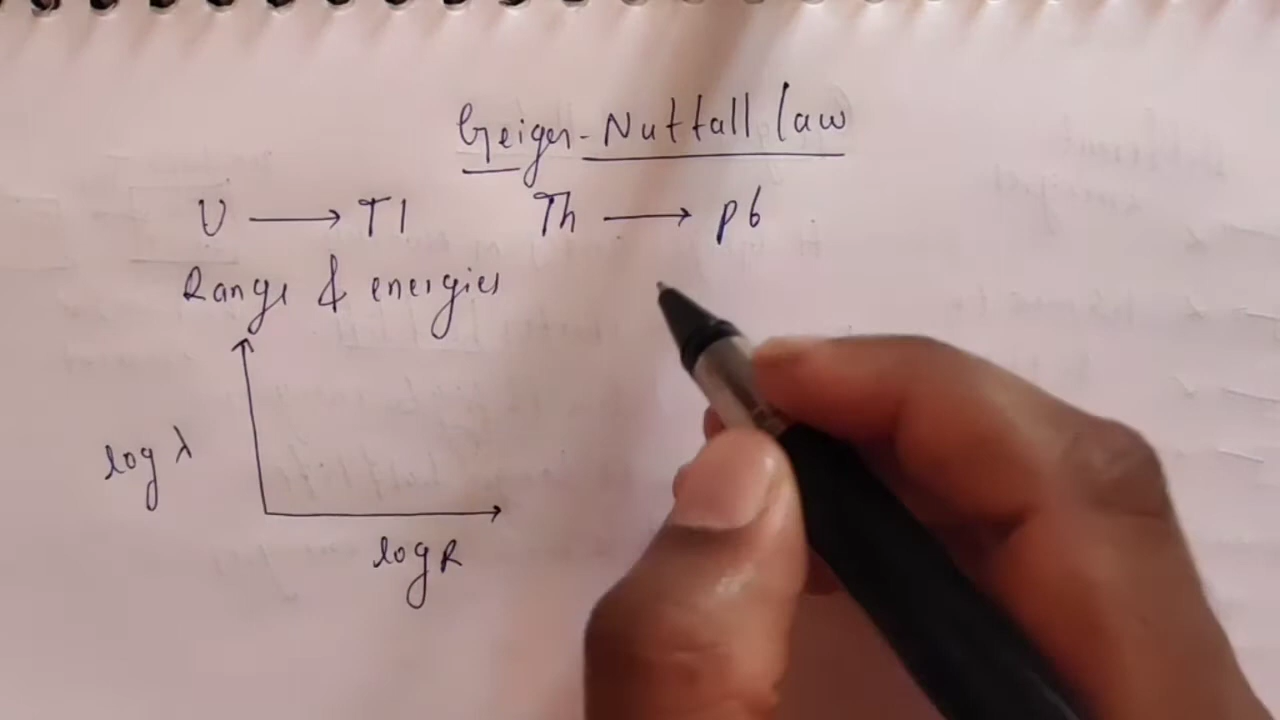 Geiger-Nuttall law
U → Tl Th → Pb
Range & energies
log λ
log R